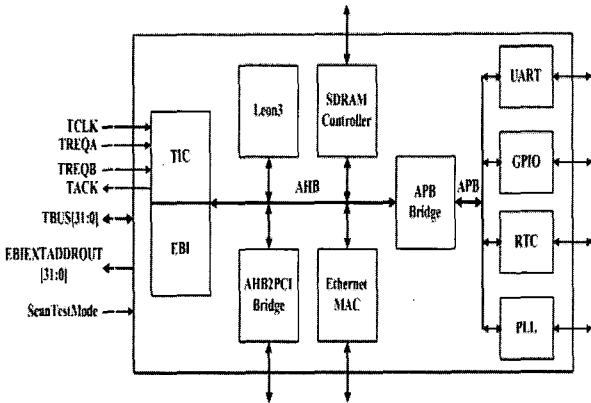 TCLK
TREQA
TREQB
TACK
TBUS[31:0]
EBIEXTADDROUT
[31:0]
ScanTestMode
TIC
EBI
Leon3
SDRAM
Controller
AHB
AHB2PCI
Bridge
Ethernet
MAC
APB
Bridge
APB
UART
GPIO
RTC
PLL